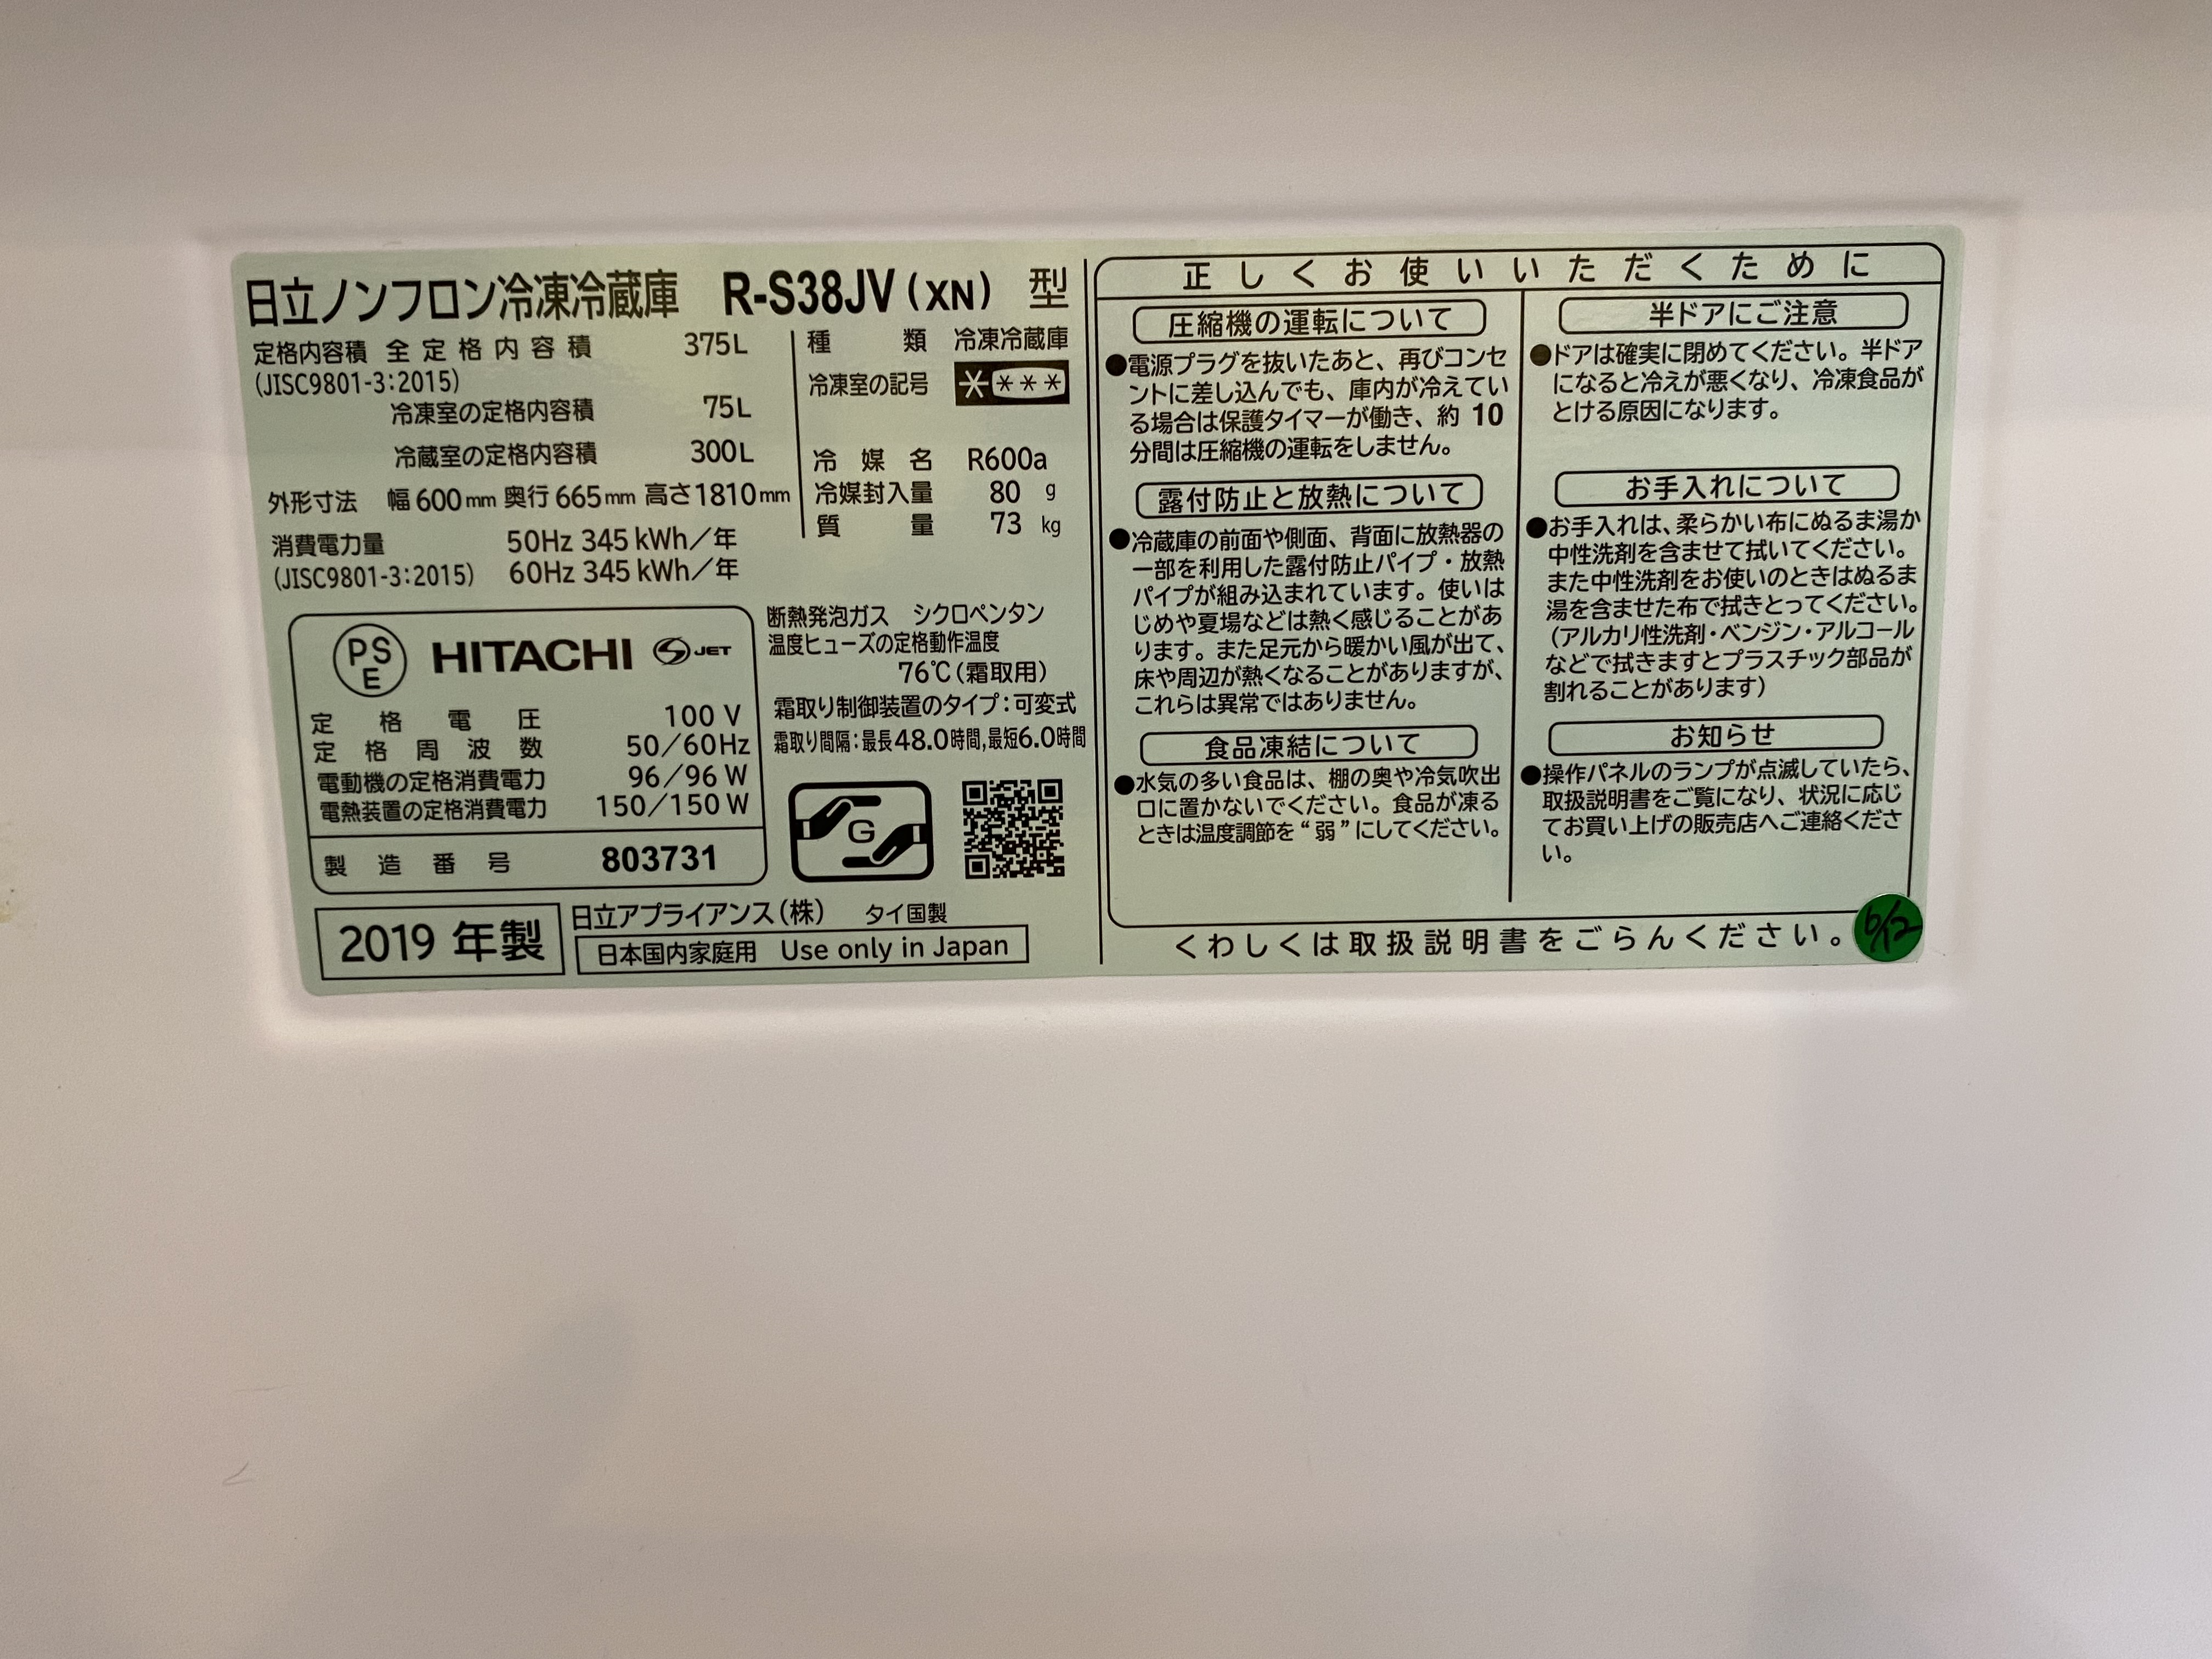 日立ノンフロン冷凍冷蔵庫 R-S38JV(XN) 型
定格内容積 全定格内容積 375L
(JISC9801-3:2015)
冷凍室の定格内容積 75L
冷蔵室の定格内容積 300L
外形寸法 幅600mm 奥行665mm 高さ1810mm
消費電力量 50Hz 345kWh/年
(JISC9801-3:2015) 60Hz 345kWh/年
種類 冷凍冷蔵庫
冷凍室の記号 ＊＊＊＊
冷媒名 R600a
冷媒封入量 80 g
質量 73 kg
PSE HITACHI S JET
定格電圧 100V
定格周波数 50/60Hz
電動機の定格消費電力 96/96W
電熱装置の定格消費電力 150/150W
製造番号 803731
断熱発泡ガス シクロペンタン
温度ヒューズの定格動作温度
76℃(霜取用)
霜取り制御装置のタイプ:可変式
霜取り間隔:最長48.0時間,最短6.0時間
G
2019 年製
日立アプライアンス(株) タイ国製
日本国内家庭用 Use only in Japan
正しくお使いいただくために
圧縮機の運転について
●電源プラグを抜いたあと、再びコンセ
ントに差し込んでも、庫内が冷えてい
る場合は保護タイマーが働き、約 10
分間は圧縮機の運転をしません。
露付防止と放熱について
●冷蔵庫の前面や側面、背面に放熱器の
一部を利用した露付防止パイプ・放熱
パイプが組み込まれています。使いは
じめや夏場などは熱く感じることがあ
ります。また足元から暖かい風が出て、
床や周辺が熱くなることがありますが、
これらは異常ではありません。
食品凍結について
●水気の多い食品は、棚の奥や冷気吹出
口に置かないでください。食品が凍る
ときは温度調節を“弱”にしてください。
半ドアにご注意
●ドアは確実に閉めてください。半ドア
になると冷えが悪くなり、冷凍食品が
とける原因になります。
お手入れについて
●お手入れは、柔らかい布にぬるま湯か
中性洗剤を含ませて拭いてください。
また中性洗剤をお使いのときはぬるま
湯を含ませた布で拭きとってください。
(アルカリ性洗剤・ベンジン・アルコール
などで拭きますとプラスチック部品が
割れることがあります)
お知らせ
●操作パネルのランプが点滅していたら、
取扱説明書をご覧になり、状況に応じ
てお買い上げの販売店へご連絡くださ
い。
くわしくは取扱説明書をごらんください。
6/12